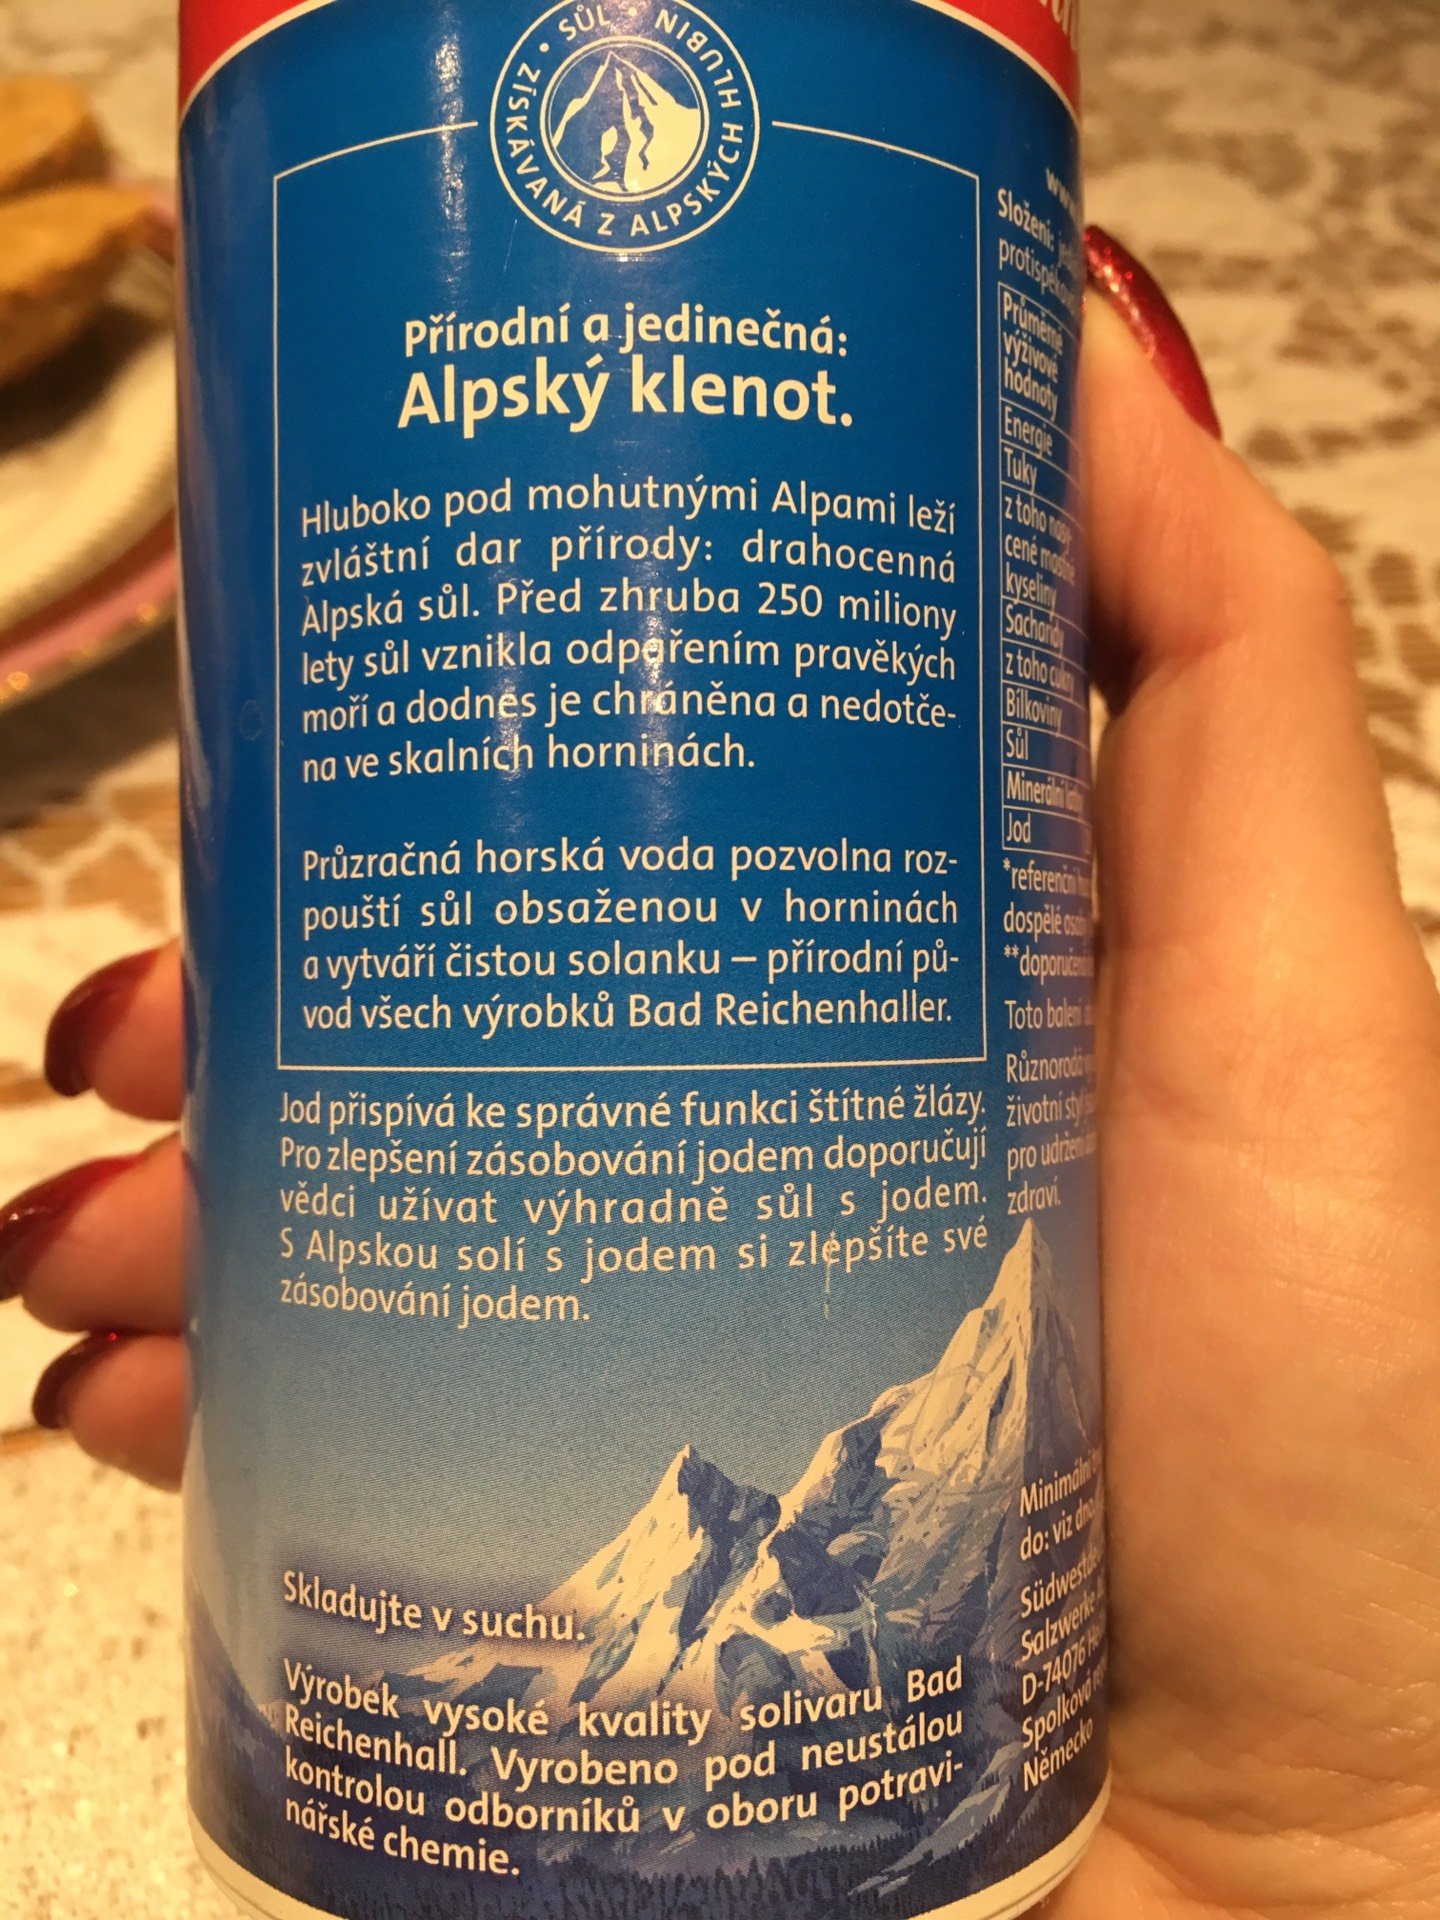 SŮL • ZÍSKÁVANÁ Z ALPSKÝCH HLUBIN •
Přírodní a jedinečná:
Alpský klenot.
Hluboko pod mohutnými Alpami leží
zvláštní dar přírody: drahocenná
Alpská sůl. Před zhruba 250 miliony
lety sůl vznikla odpařením pravěkých
moří a dodnes je chráněna a nedotče-
na ve skalních horninách.
Průzračná horská voda pozvolna roz-
pouští sůl obsaženou v horninách
a vytváří čistou solanku – přírodní pů-
vod všech výrobků Bad Reichenhaller.
Jod přispívá ke správné funkci štítné žlázy.
Pro zlepšení zásobování jodem doporučují
vědci užívat výhradně sůl s jodem.
S Alpskou solí s jodem si zlepšíte své
zásobování jodem.
Skladujte v suchu.
Výrobek vysoké kvality solivaru Bad
Reichenhall. Vyrobeno pod neustálou
kontrolou odborníků v oboru potravi-
nářské chemie.
Složení:
Průměrné
výživové
hodnoty
Energie
Tuky
z toho nasy-
cené mastné
kyseliny
Sacharidy
z toho cukry
Bílkoviny
Sůl
Minerální
Jod
*referenční
dospělé
Toto balení
Různorodá
životní
pro udržení
zdraví.
Minimální
do: viz
Salzwerke
D-74076
Spolková
Německo